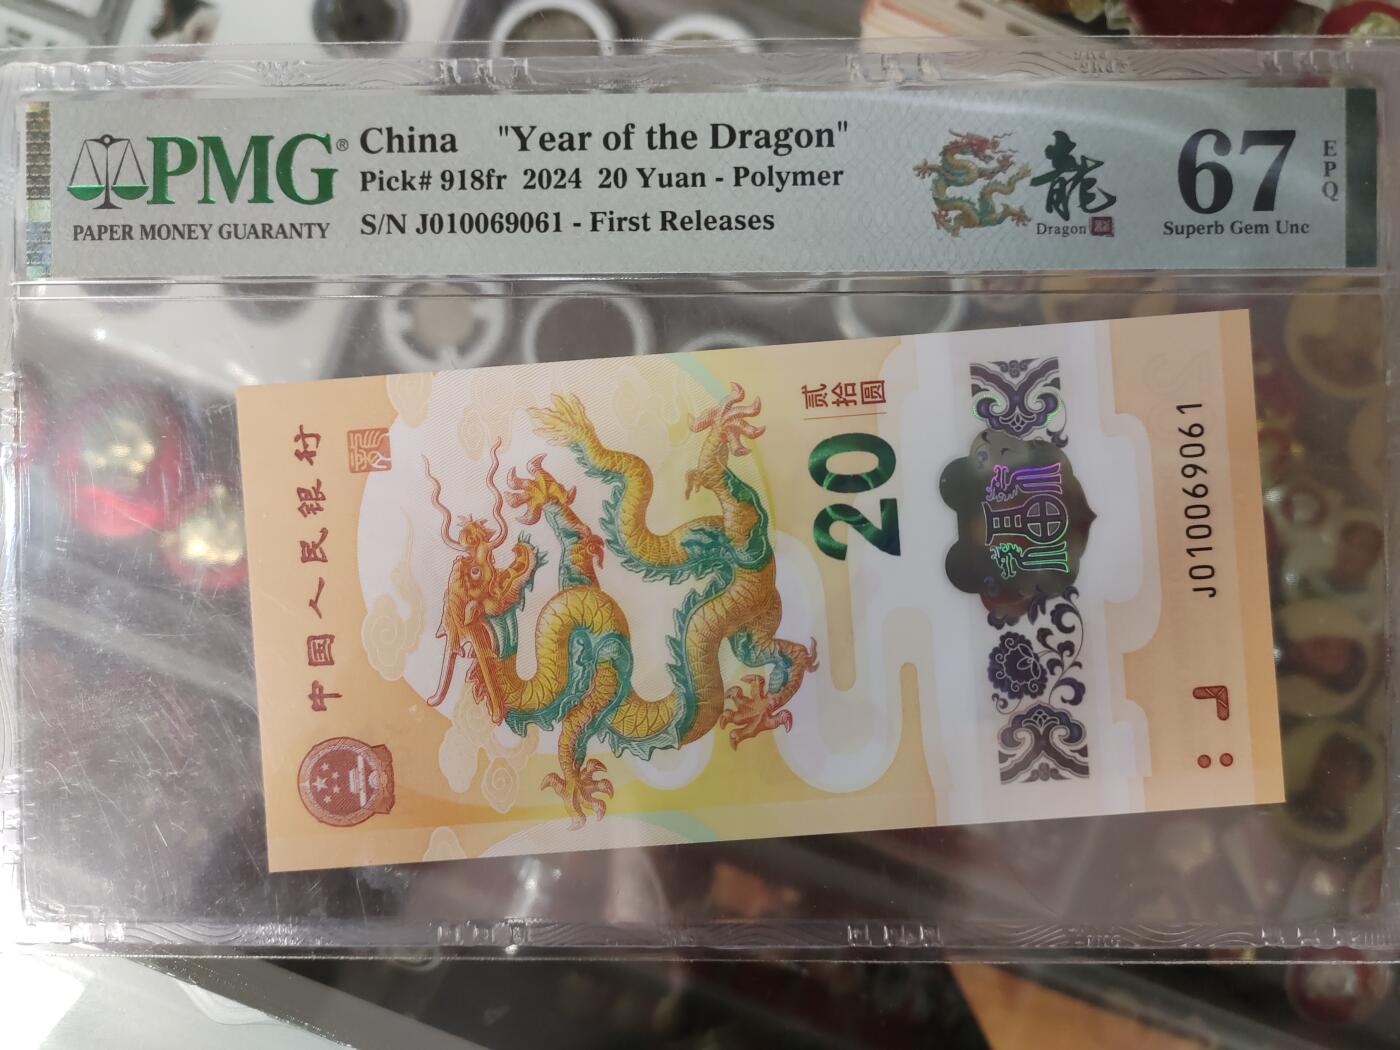 PMG®
PAPER MONEY GUARANTY
China "Year of the Dragon"
Pick# 918fr 2024 20 Yuan - Polymer
S/N J010069061 - First Releases
龍
Dragon
67
EPQ
Superb Gem Unc
中国人民银行
贰拾圆
20
福
J010069061